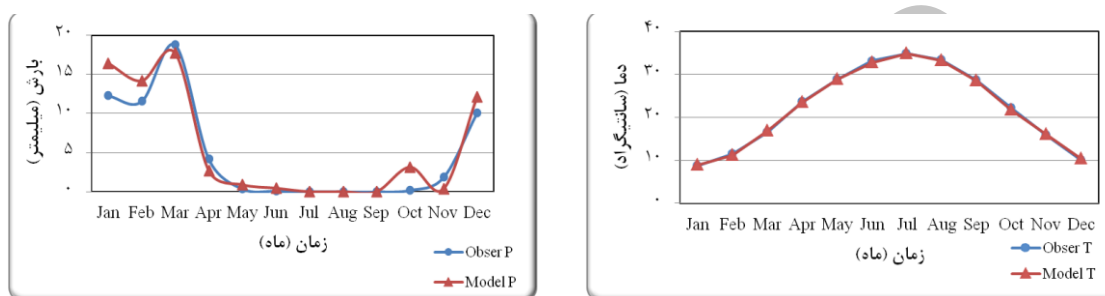 بارش (میلیمتر)
۲۰
۱۵
۱۰
۵
۰
Jan Feb Mar Apr May Jun Jul Aug Sep Oct Nov Dec
زمان (ماه)
Obser P
Model P
دما (سانتیگراد)
۴۰
۳۰
۲۰
۱۰
۰
Jan Feb Mar Apr May Jun Jul Aug Sep Oct Nov Dec
زمان (ماه)
Obser T
Model T